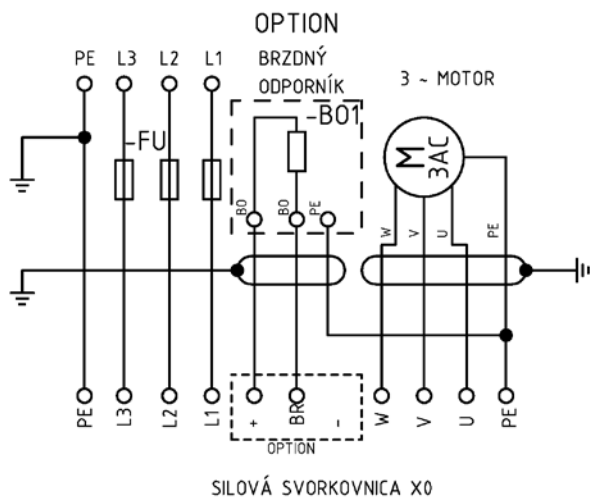 OPTION
PE L3 L2 L1 BRZDNÝ
ODPORNÍK
3 ~ MOTOR
-FU
-BO1
M
3AC
BO BO PE
W V U PE
PE L3 L2 L1 + BR - W V U PE
OPTION
SILOVÁ SVORKOVNICA X0